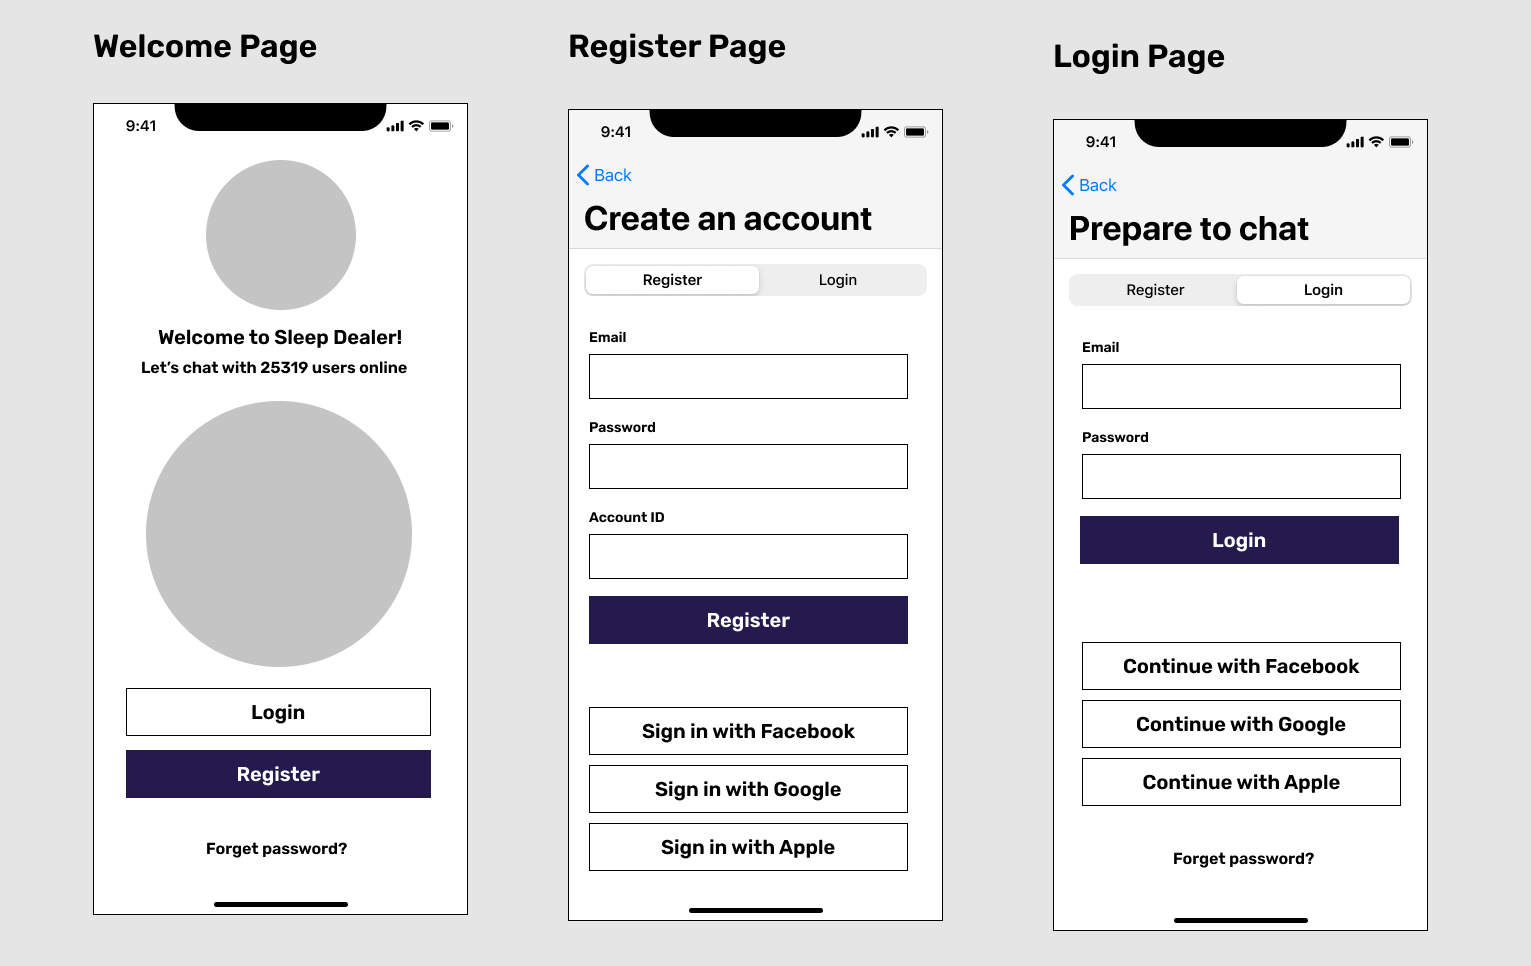 Welcome Page
9:41
Welcome to Sleep Dealer!
Let’s chat with 25319 users online
Login
Register
Forget password?
Register Page
9:41
Back
Create an account
Register Login
Email
Password
Account ID
Register
Sign in with Facebook
Sign in with Google
Sign in with Apple
Login Page
9:41
Back
Prepare to chat
Register Login
Email
Password
Login
Continue with Facebook
Continue with Google
Continue with Apple
Forget password?